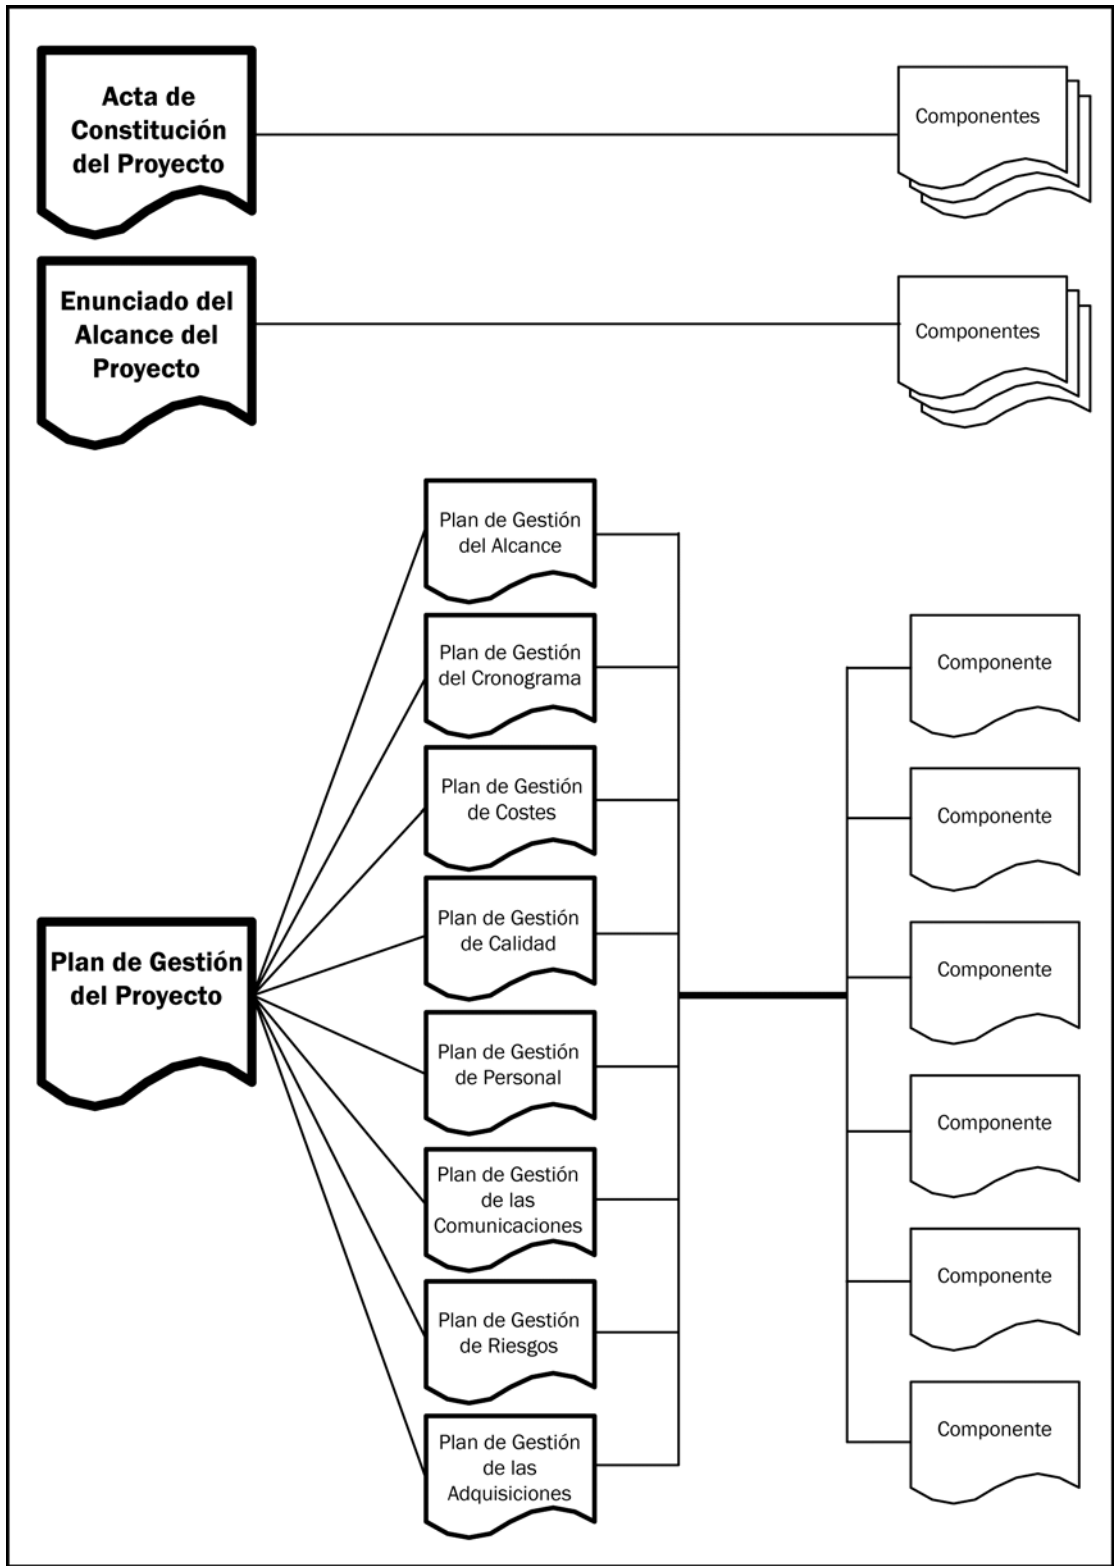 Acta de
Constitución
del Proyecto
Componentes
Enunciado del
Alcance del
Proyecto
Componentes
Plan de Gestión
del Alcance
Plan de Gestión
del Cronograma
Plan de Gestión
de Costes
Plan de Gestión
de Calidad
Plan de Gestión
del Proyecto
Plan de Gestión
de Personal
Plan de Gestión
de las
Comunicaciones
Plan de Gestión
de Riesgos
Plan de Gestión
de las
Adquisiciones
Componente
Componente
Componente
Componente
Componente
Componente